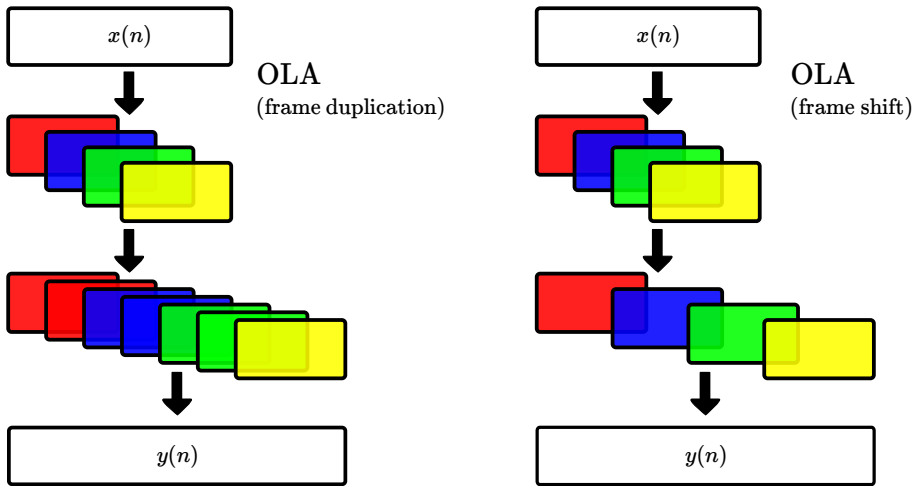 x(n)
OLA
(frame duplication)
y(n)
x(n)
OLA
(frame shift)
y(n)